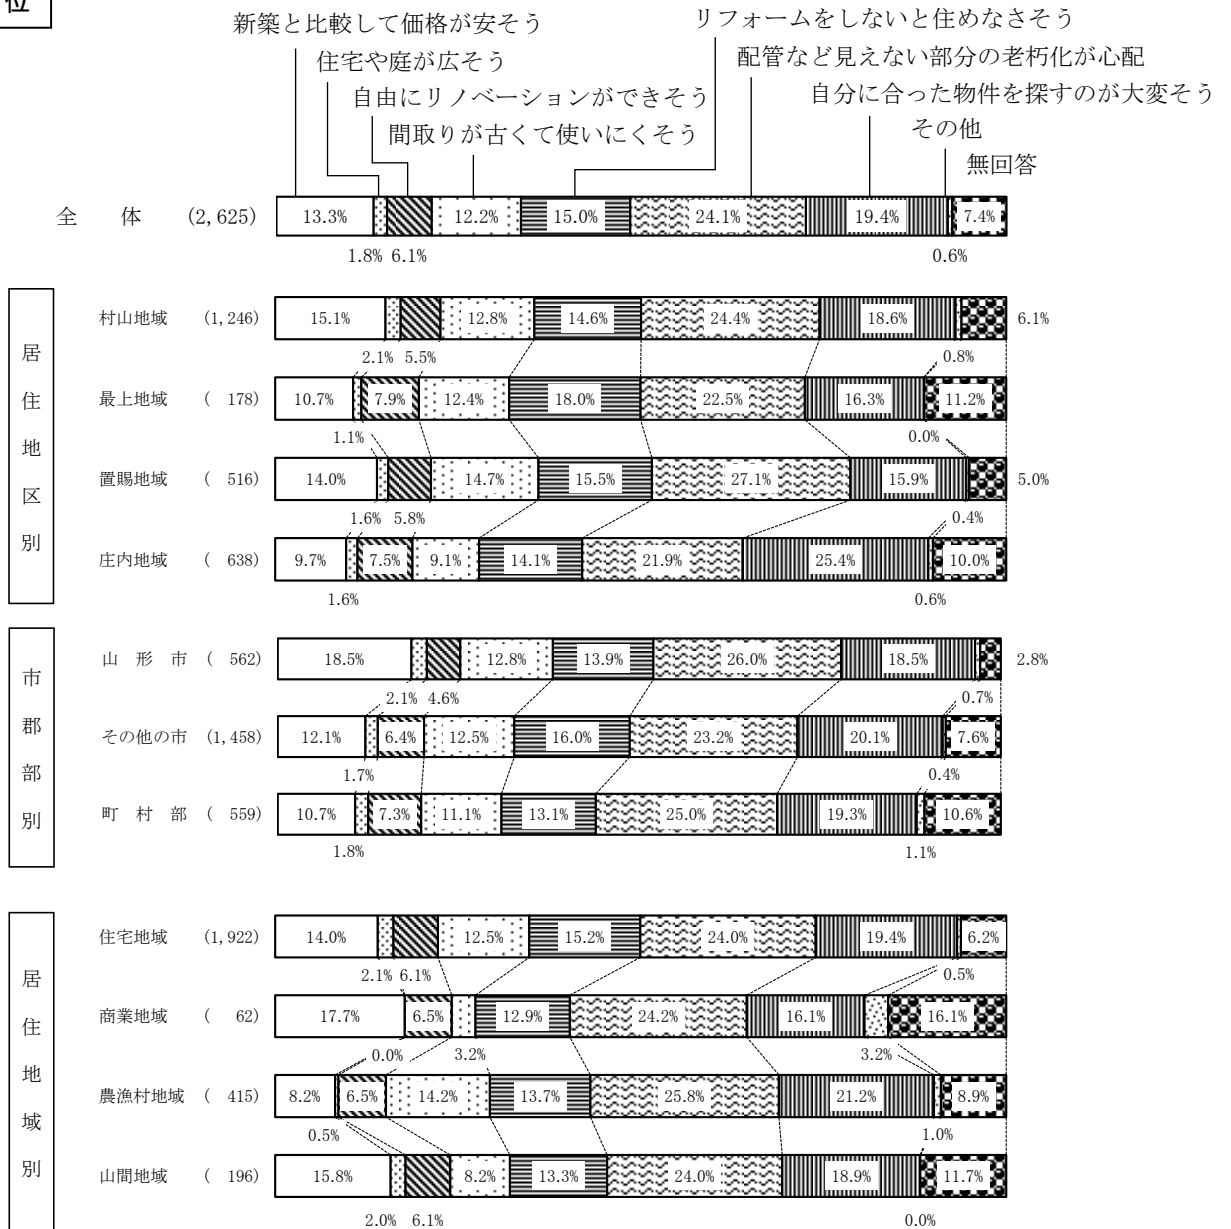 位
新築と比較して価格が安そう
リフォームをしないと住めなさそう
住宅や庭が広そう
配管など見えない部分の老朽化が心配
自由にリノベーションができそう
自分に合った物件を探すのが大変そう
間取りが古くて使いにくそう
その他
無回答
全 体 (2,625) 13.3% 12.2% 15.0% 24.1% 19.4% 7.4%
1.8% 6.1% 0.6%
居住地区別
村山地域 (1,246) 15.1% 12.8% 14.6% 24.4% 18.6% 6.1%
2.1% 5.5% 0.8%
最上地域 ( 178) 10.7% 7.9% 12.4% 18.0% 22.5% 16.3% 11.2%
1.1% 0.0%
置賜地域 ( 516) 14.0% 14.7% 15.5% 27.1% 15.9% 5.0%
1.6% 5.8% 0.4%
庄内地域 ( 638) 9.7% 7.5% 9.1% 14.1% 21.9% 25.4% 10.0%
1.6% 0.6%
市郡部別
山 形 市 ( 562) 18.5% 12.8% 13.9% 26.0% 18.5% 2.8%
2.1% 4.6% 0.7%
その他の市 (1,458) 12.1% 6.4% 12.5% 16.0% 23.2% 20.1% 7.6%
1.7% 0.4%
町 村 部 ( 559) 10.7% 7.3% 11.1% 13.1% 25.0% 19.3% 10.6%
1.8% 1.1%
居住地域別
住宅地域 (1,922) 14.0% 12.5% 15.2% 24.0% 19.4% 6.2%
2.1% 6.1% 0.5%
商業地域 ( 62) 17.7% 6.5% 12.9% 24.2% 16.1% 16.1%
0.0% 3.2% 3.2%
農漁村地域 ( 415) 8.2% 6.5% 14.2% 13.7% 25.8% 21.2% 8.9%
0.5% 1.0%
山間地域 ( 196) 15.8% 8.2% 13.3% 24.0% 18.9% 11.7%
2.0% 6.1% 0.0%